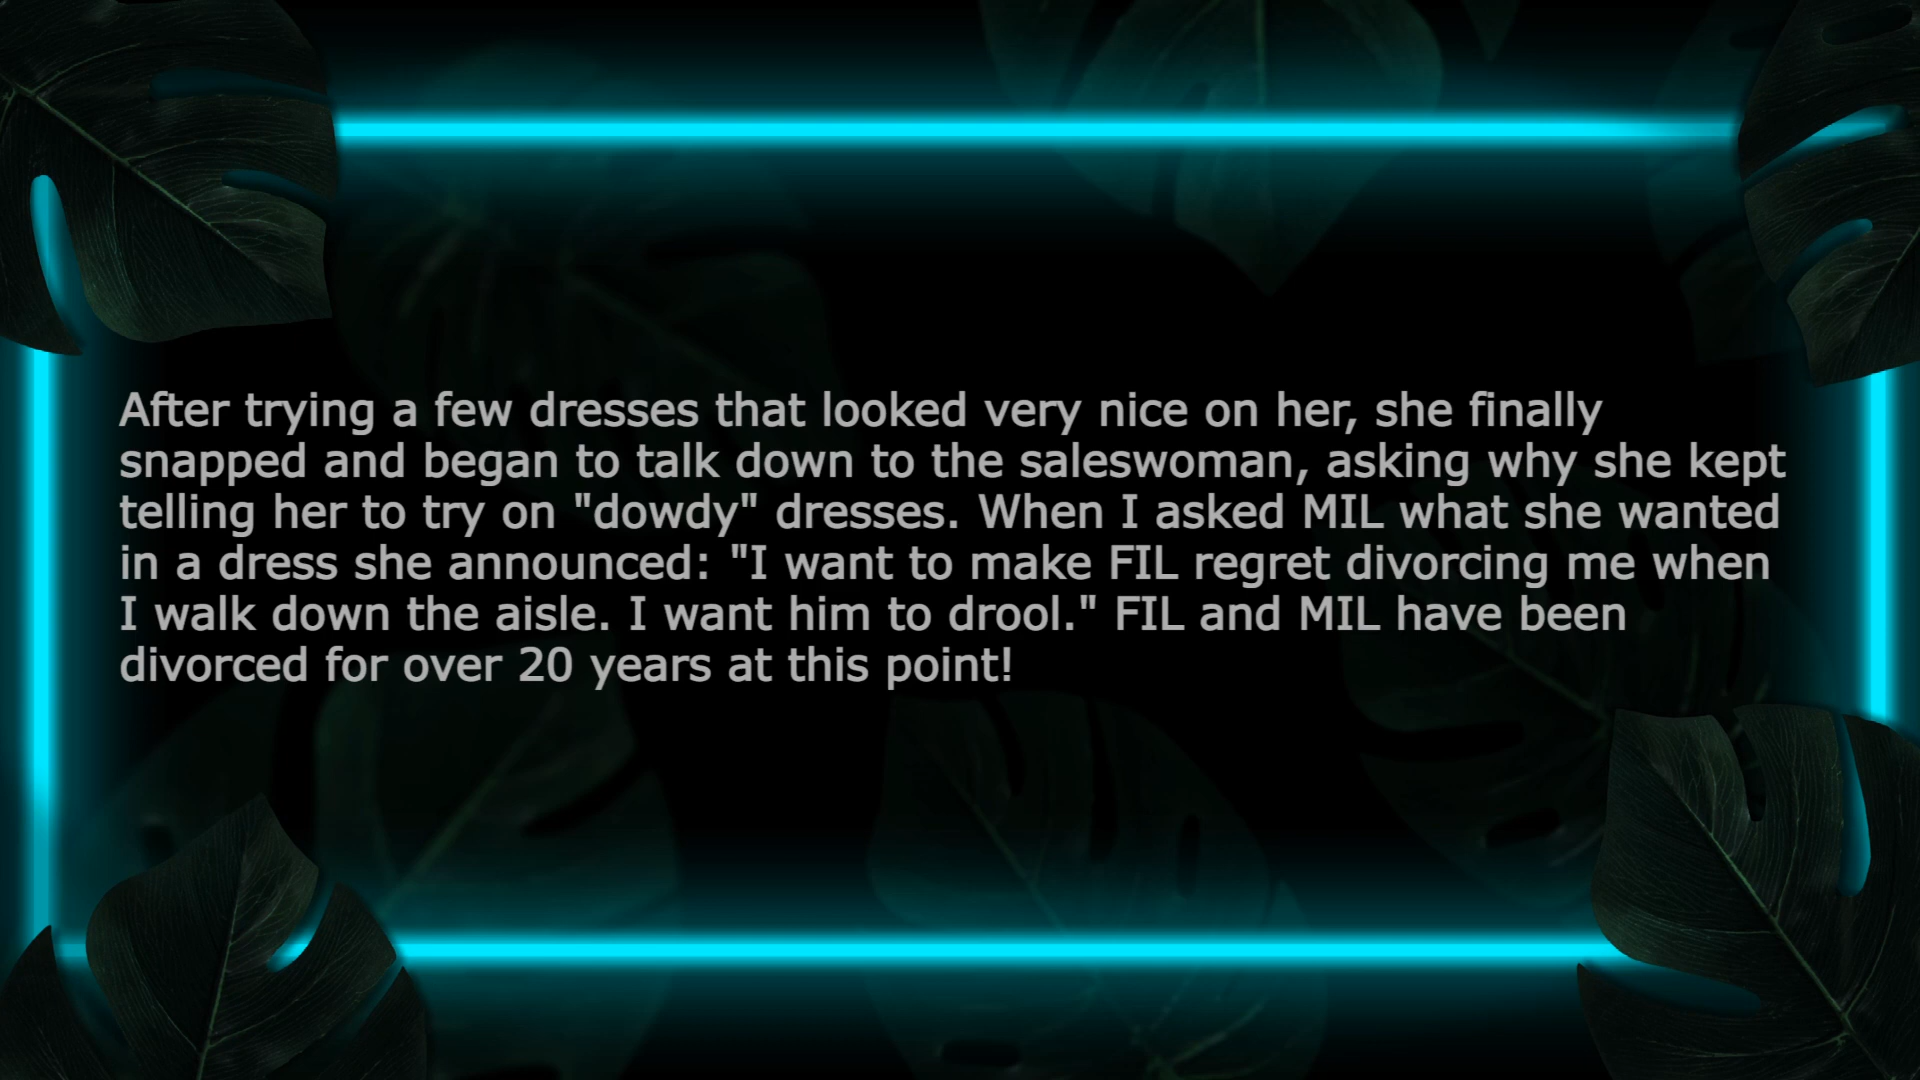 After trying a few dresses that looked very nice on her, she finally
snapped and began to talk down to the saleswoman, asking why she kept
telling her to try on "dowdy" dresses. When I asked MIL what she wanted
in a dress she announced: "I want to make FIL regret divorcing me when
I walk down the aisle. I want him to drool." FIL and MIL have been
divorced for over 20 years at this point!